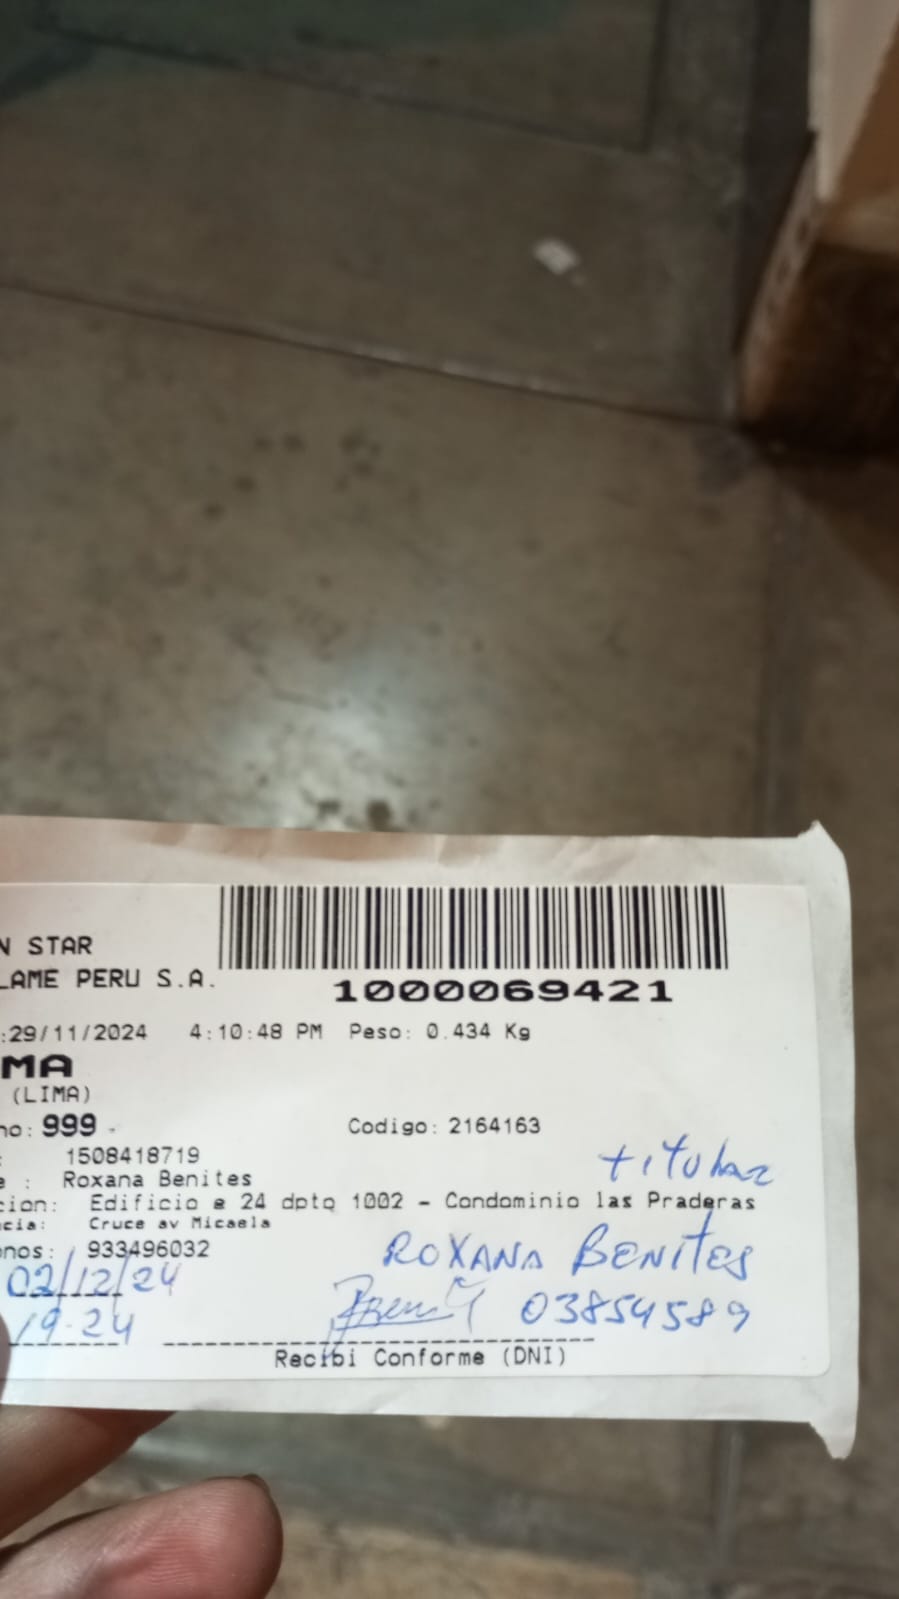 N STAR
LAME PERU S.A.
1000069421
:29/11/2024 4:10:48 PM Peso: 0.434 Kg
MA
(LIMA)
no: 999 - Codigo: 2164163
: 1508418719
titular
e : Roxana Benites
cion: Edificio e 24 dpto 1002 - Condominio las Praderas
cia: Cruce av Micaela
onos: 933496032
ROXANA BENITES
02/12/24
03854589
19.24
Recibi Conforme (DNI)